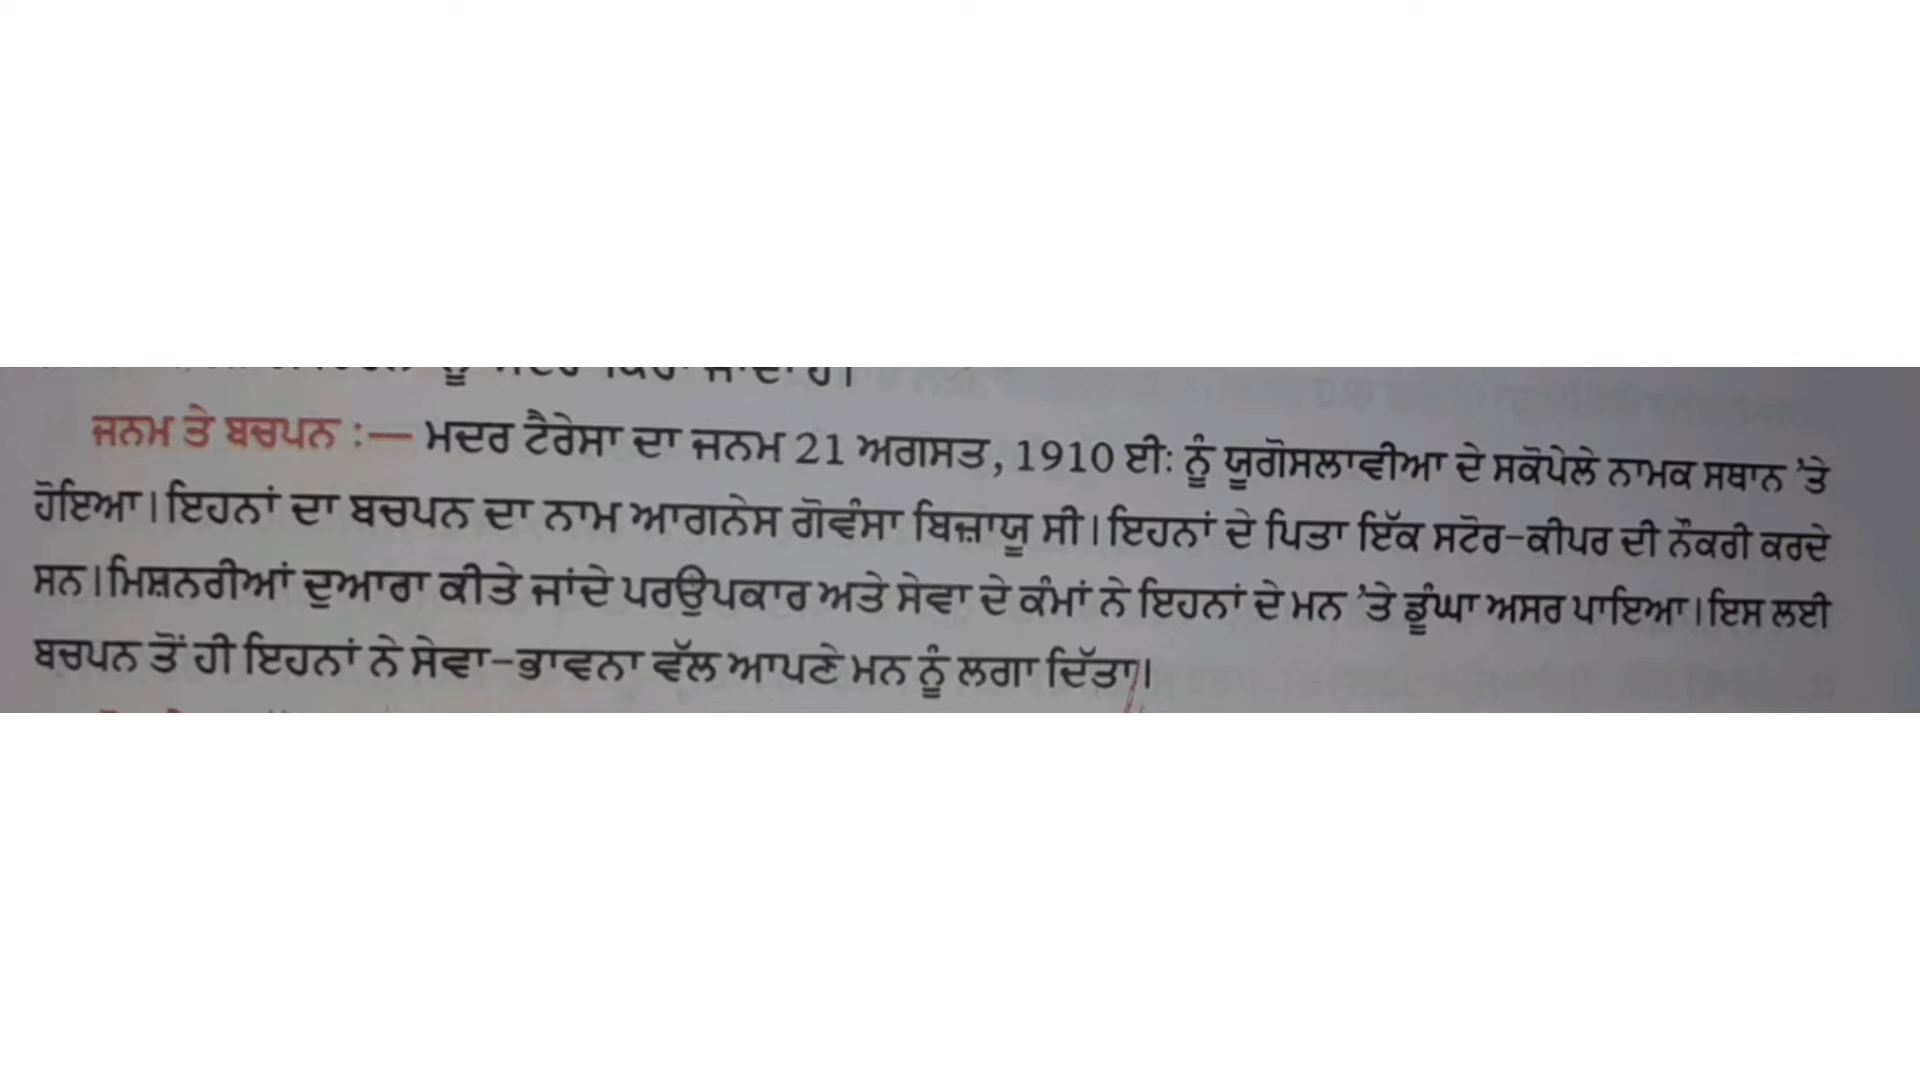 ਜਨਮ ਤੇ ਬਚਪਨ :— ਮਦਰ ਟੈਰੇਸਾ ਦਾ ਜਨਮ 21 ਅਗਸਤ, 1910 ਈ: ਨੂੰ ਯੂਗੋਸਲਾਵੀਆ ਦੇ ਸਕੋਪੇਲੇ ਨਾਮਕ ਸਥਾਨ ’ਤੇ
ਹੋਇਆ। ਇਹਨਾਂ ਦਾ ਬਚਪਨ ਦਾ ਨਾਮ ਆਗਨੇਸ ਗੋਵੰਸਾ ਬਿਜ਼ਾਯੂ ਸੀ। ਇਹਨਾਂ ਦੇ ਪਿਤਾ ਇੱਕ ਸਟੋਰ-ਕੀਪਰ ਦੀ ਨੌਕਰੀ ਕਰਦੇ
ਸਨ। ਮਿਸ਼ਨਰੀਆਂ ਦੁਆਰਾ ਕੀਤੇ ਜਾਂਦੇ ਪਰਉਪਕਾਰ ਅਤੇ ਸੇਵਾ ਦੇ ਕੰਮਾਂ ਨੇ ਇਹਨਾਂ ਦੇ ਮਨ ’ਤੇ ਡੂੰਘਾ ਅਸਰ ਪਾਇਆ। ਇਸ ਲਈ
ਬਚਪਨ ਤੋਂ ਹੀ ਇਹਨਾਂ ਨੇ ਸੇਵਾ-ਭਾਵਨਾ ਵੱਲ ਆਪਣੇ ਮਨ ਨੂੰ ਲਗਾ ਦਿੱਤਾ।